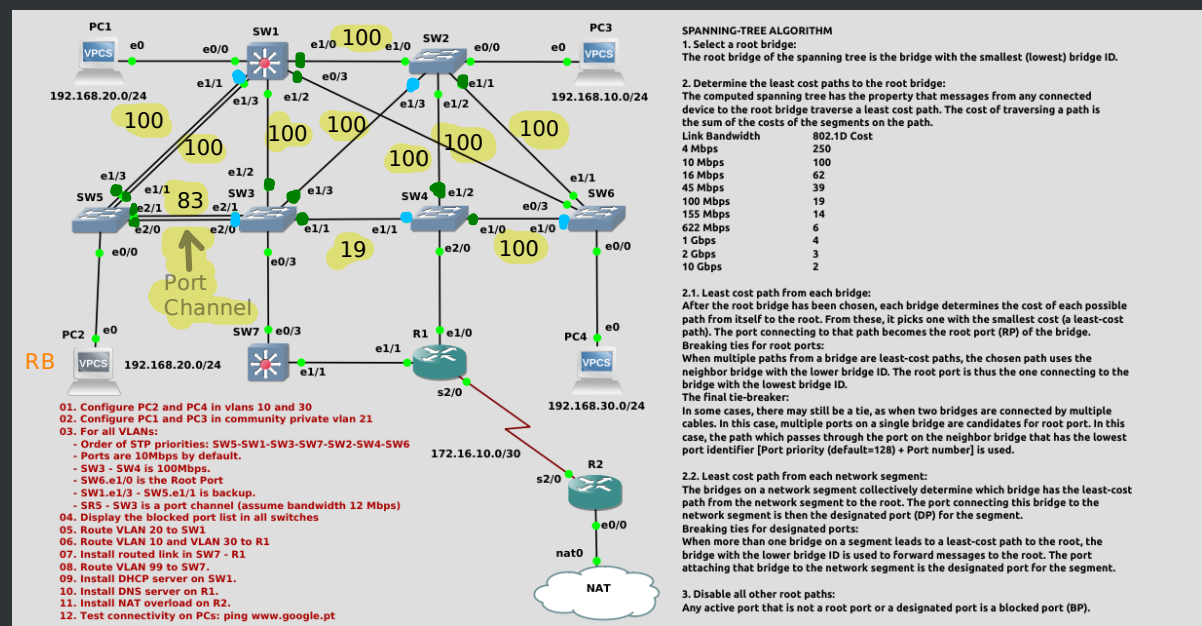 PC1
VPCS
e0
192.168.20.0/24
SW1
e0/0
e1/0
100
e1/0
SW2
e0/0
e0
PC3
VPCS
192.168.10.0/24
e1/1
e1/3
e1/2
e0/3
e1/3
e1/2
e1/1
100
100
100
100
100
100
100
e1/3
e1/1
SW5
e2/1
e2/0
e0/0
83
Port
Channel
e1/2
SW3
e2/1
e2/0
e1/3
e1/1
e0/3
19
e1/2
SW4
e1/1
e1/0
e2/0
100
e1/1
e0/3
SW6
e1/0
e0/0
PC2
e0
RB
VPCS
192.168.20.0/24
SW7
e0/3
e1/1
R1
e1/0
e1/1
s2/0
PC4
e0
VPCS
192.168.30.0/24
172.16.10.0/30
R2
s2/0
e0/0
nat0
NAT
01. Configure PC2 and PC4 in vlans 10 and 30
02. Configure PC1 and PC3 in community private vlan 21
03. For all VLANs:
- Order of STP priorities: SW5-SW1-SW3-SW7-SW2-SW4-SW6
- Ports are 10Mbps by default.
- SW3 - SW4 is 100Mbps.
- SW6.e1/0 is the Root Port
- SW1.e1/3 - SW5.e1/1 is backup.
- SR5 - SW3 is a port channel (assume bandwidth 12 Mbps)
04. Display the blocked port list in all switches
05. Route VLAN 20 to SW1
06. Route VLAN 10 and VLAN 30 to R1
07. Install routed link in SW7 - R1
08. Route VLAN 99 to SW7.
09. Install DHCP server on SW1.
10. Install DNS server on R1.
11. Install NAT overload on R2.
12. Test connectivity on PCs: ping www.google.pt
SPANNING-TREE ALGORITHM
1. Select a root bridge:
The root bridge of the spanning tree is the bridge with the smallest (lowest) bridge ID.
2. Determine the least cost paths to the root bridge:
The computed spanning tree has the property that messages from any connected
device to the root bridge traverse a least cost path. The cost of traversing a path is
the sum of the costs of the segments on the path.
Link Bandwidth 802.1D Cost
4 Mbps 250
10 Mbps 100
16 Mbps 62
45 Mbps 39
100 Mbps 19
155 Mbps 14
622 Mbps 6
1 Gbps 4
2 Gbps 3
10 Gbps 2
2.1. Least cost path from each bridge:
After the root bridge has been chosen, each bridge determines the cost of each possible
path from itself to the root. From these, it picks one with the smallest cost (a least-cost
path). The port connecting to that path becomes the root port (RP) of the bridge.
Breaking ties for root ports:
When multiple paths from a bridge are least-cost paths, the chosen path uses the
neighbor bridge with the lower bridge ID. The root port is thus the one connecting to the
bridge with the lowest bridge ID.
The final tie-breaker:
In some cases, there may still be a tie, as when two bridges are connected by multiple
cables. In this case, multiple ports on a single bridge are candidates for root port. In this
case, the path which passes through the port on the neighbor bridge that has the lowest
port identifier [Port priority (default=128) + Port number] is used.
2.2. Least cost path from each network segment:
The bridges on a network segment collectively determine which bridge has the least-cost
path from the network segment to the root. The port connecting this bridge to the
network segment is then the designated port (DP) for the segment.
Breaking ties for designated ports:
When more than one bridge on a segment leads to a least-cost path to the root, the
bridge with the lower bridge ID is used to forward messages to the root. The port
attaching that bridge to the network segment is the designated port for the segment.
3. Disable all other root paths:
Any active port that is not a root port or a designated port is a blocked port (BP).